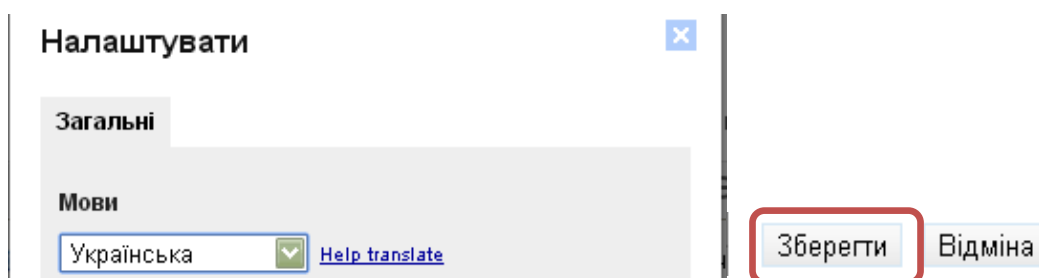 Налаштувати
Загальні
Мови
Українська Help translate
Зберегти Відміна